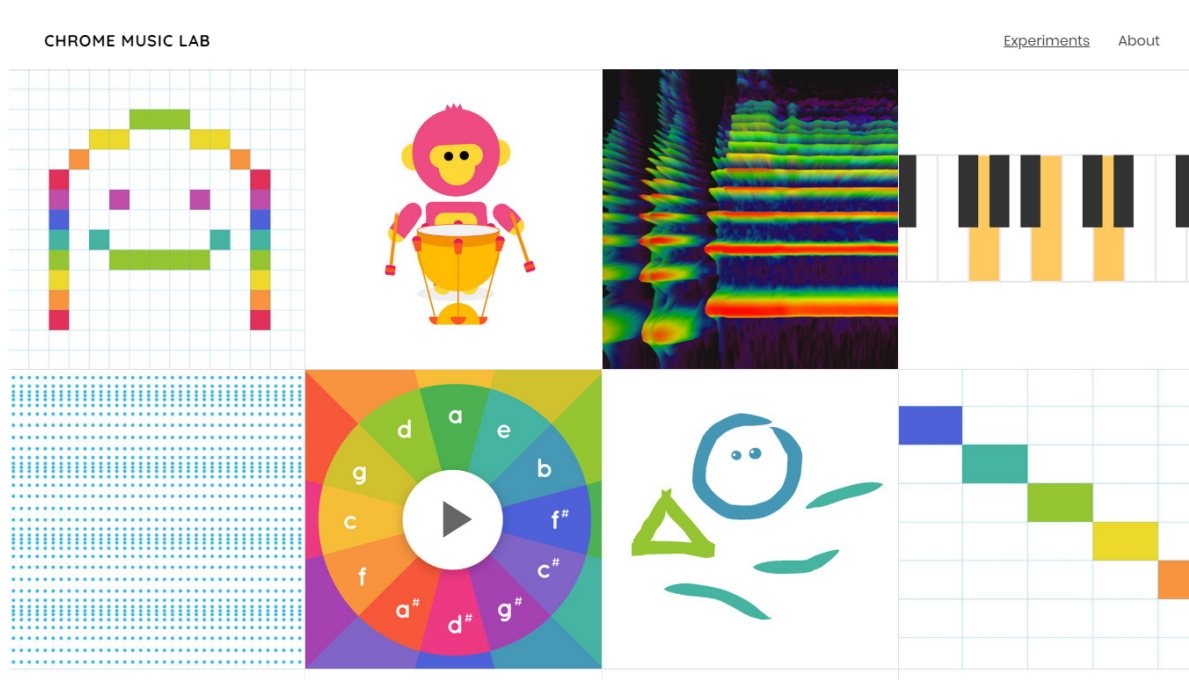 CHROME MUSIC LAB
Experiments About
a
d e
g b
c f#
f c#
a# g#
d#